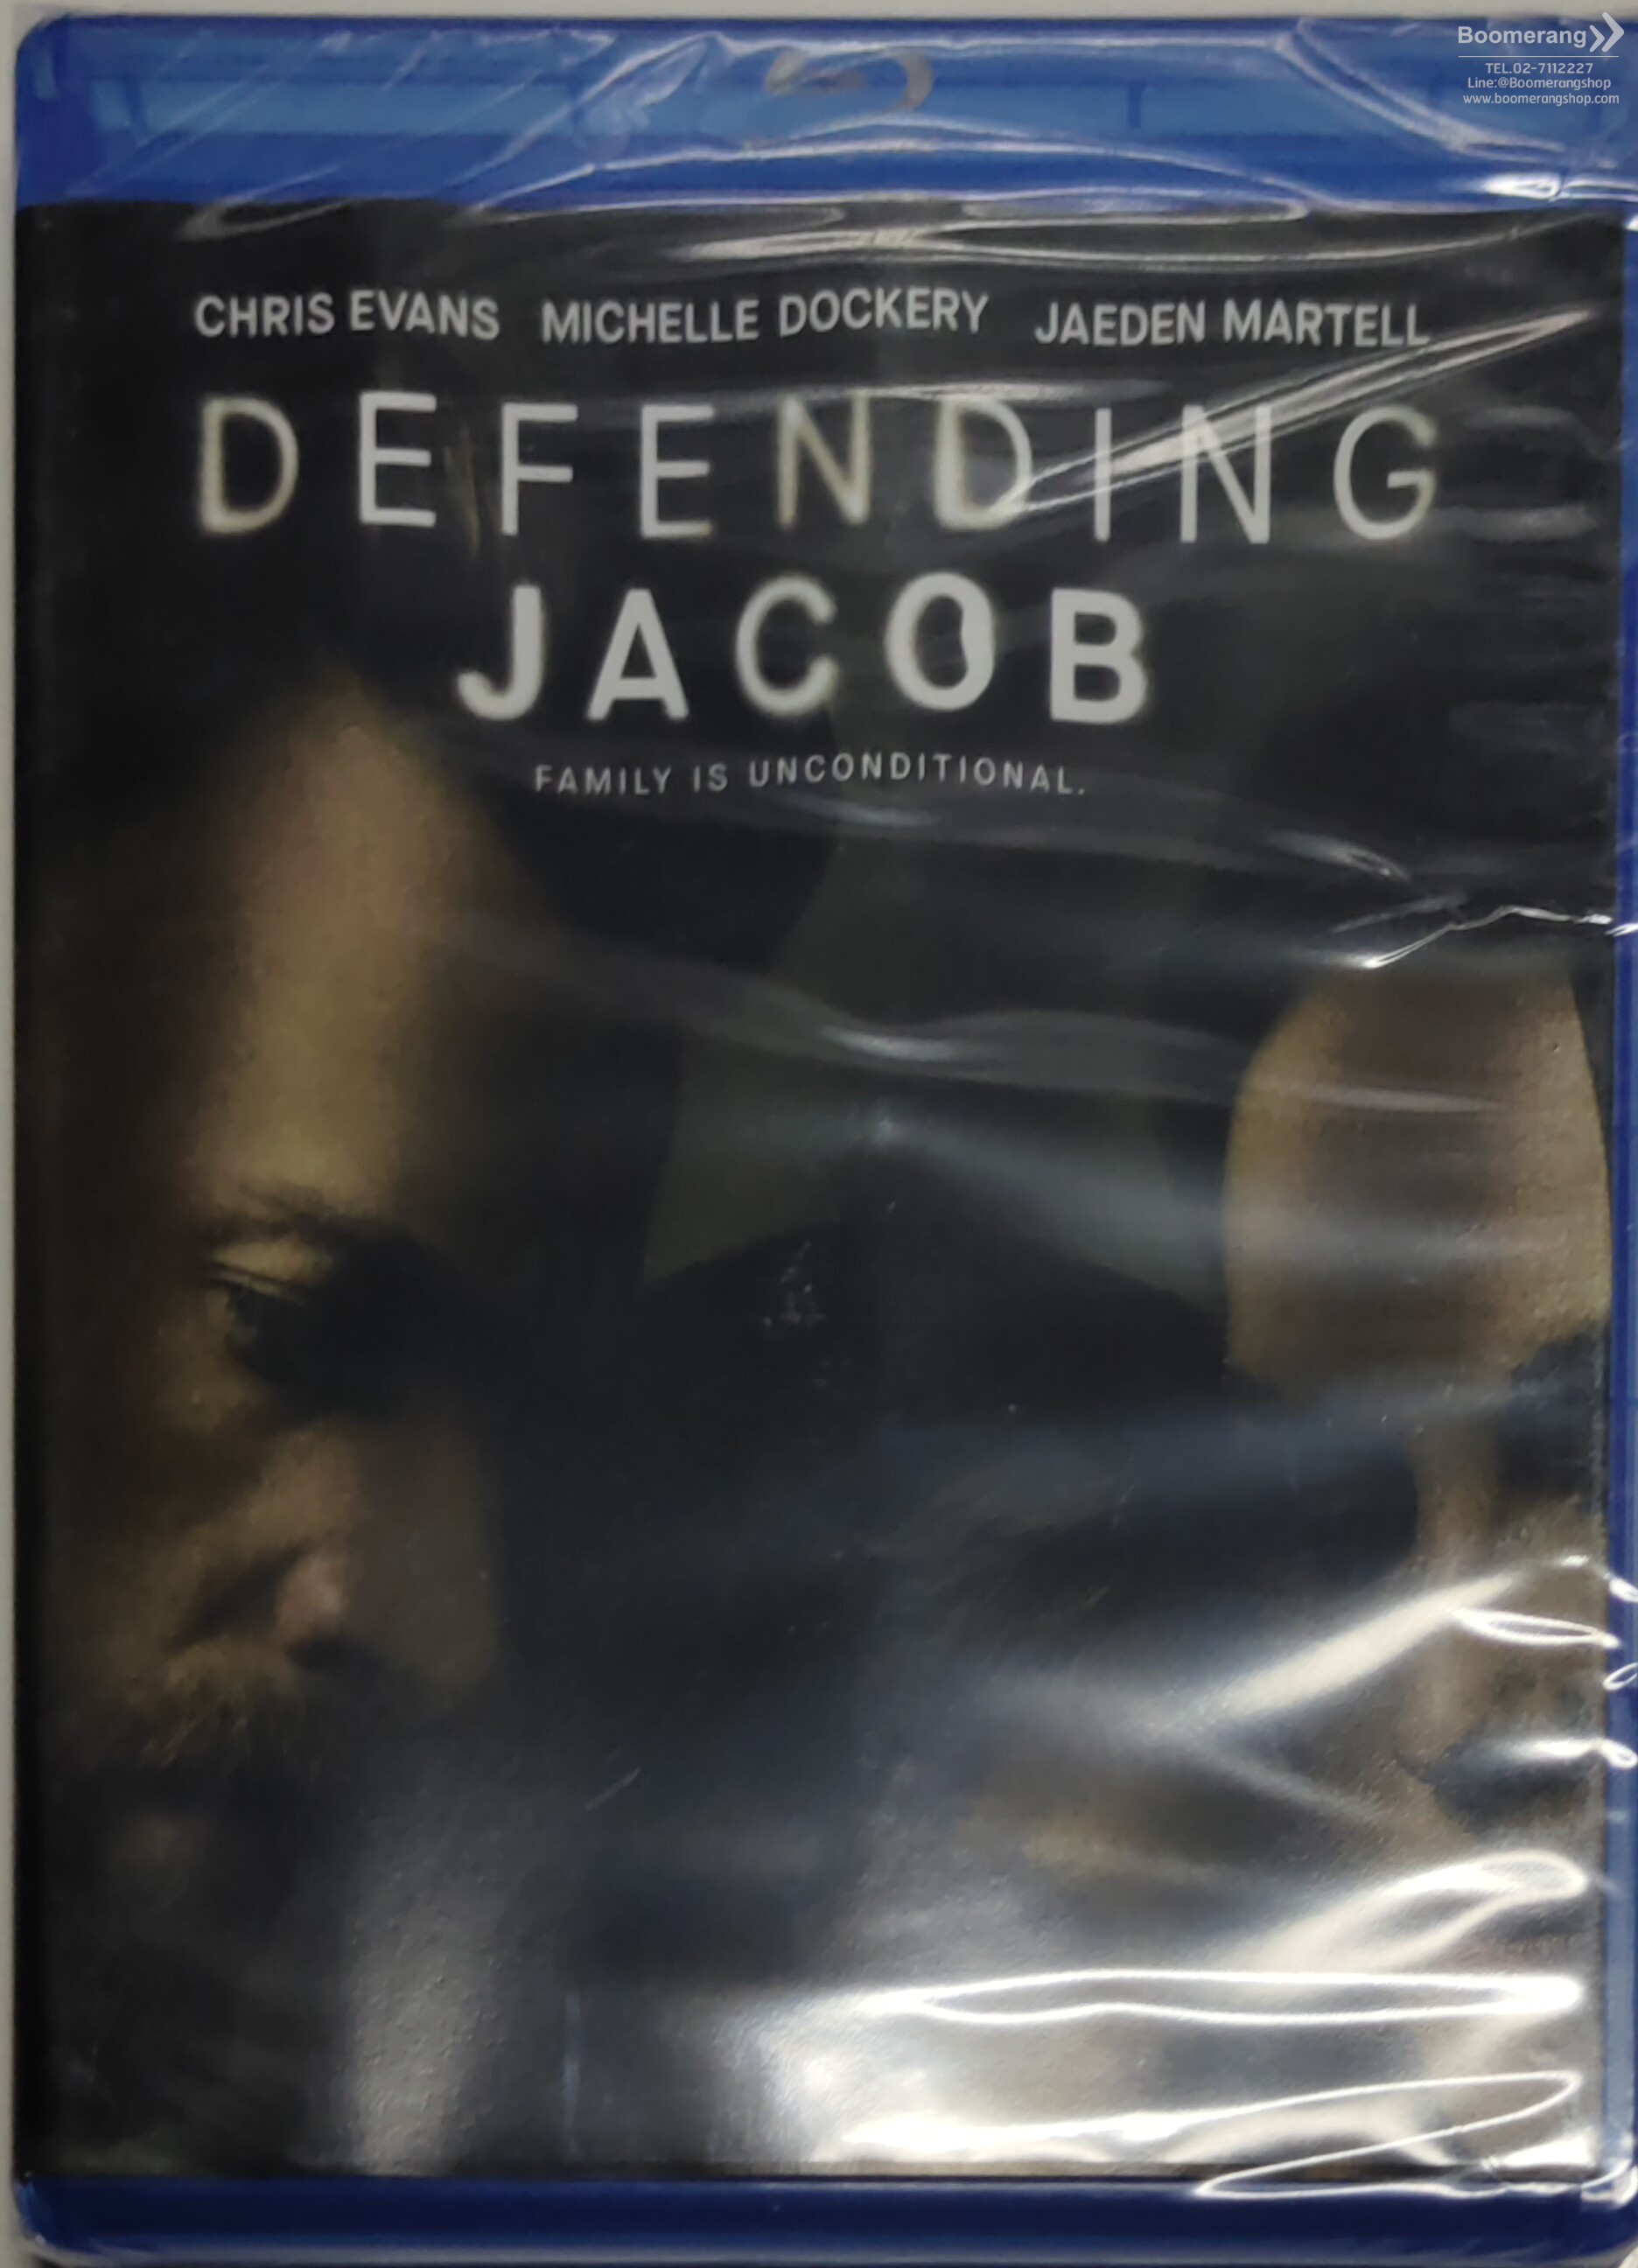 Boomerang
TEL.02-7112227
Line:@Boomerangshop
www.boomerangshop.com
CHRIS EVANS MICHELLE DOCKERY JAEDEN MARTELL
DEFENDING
JACOB
FAMILY IS UNCONDITIONAL.